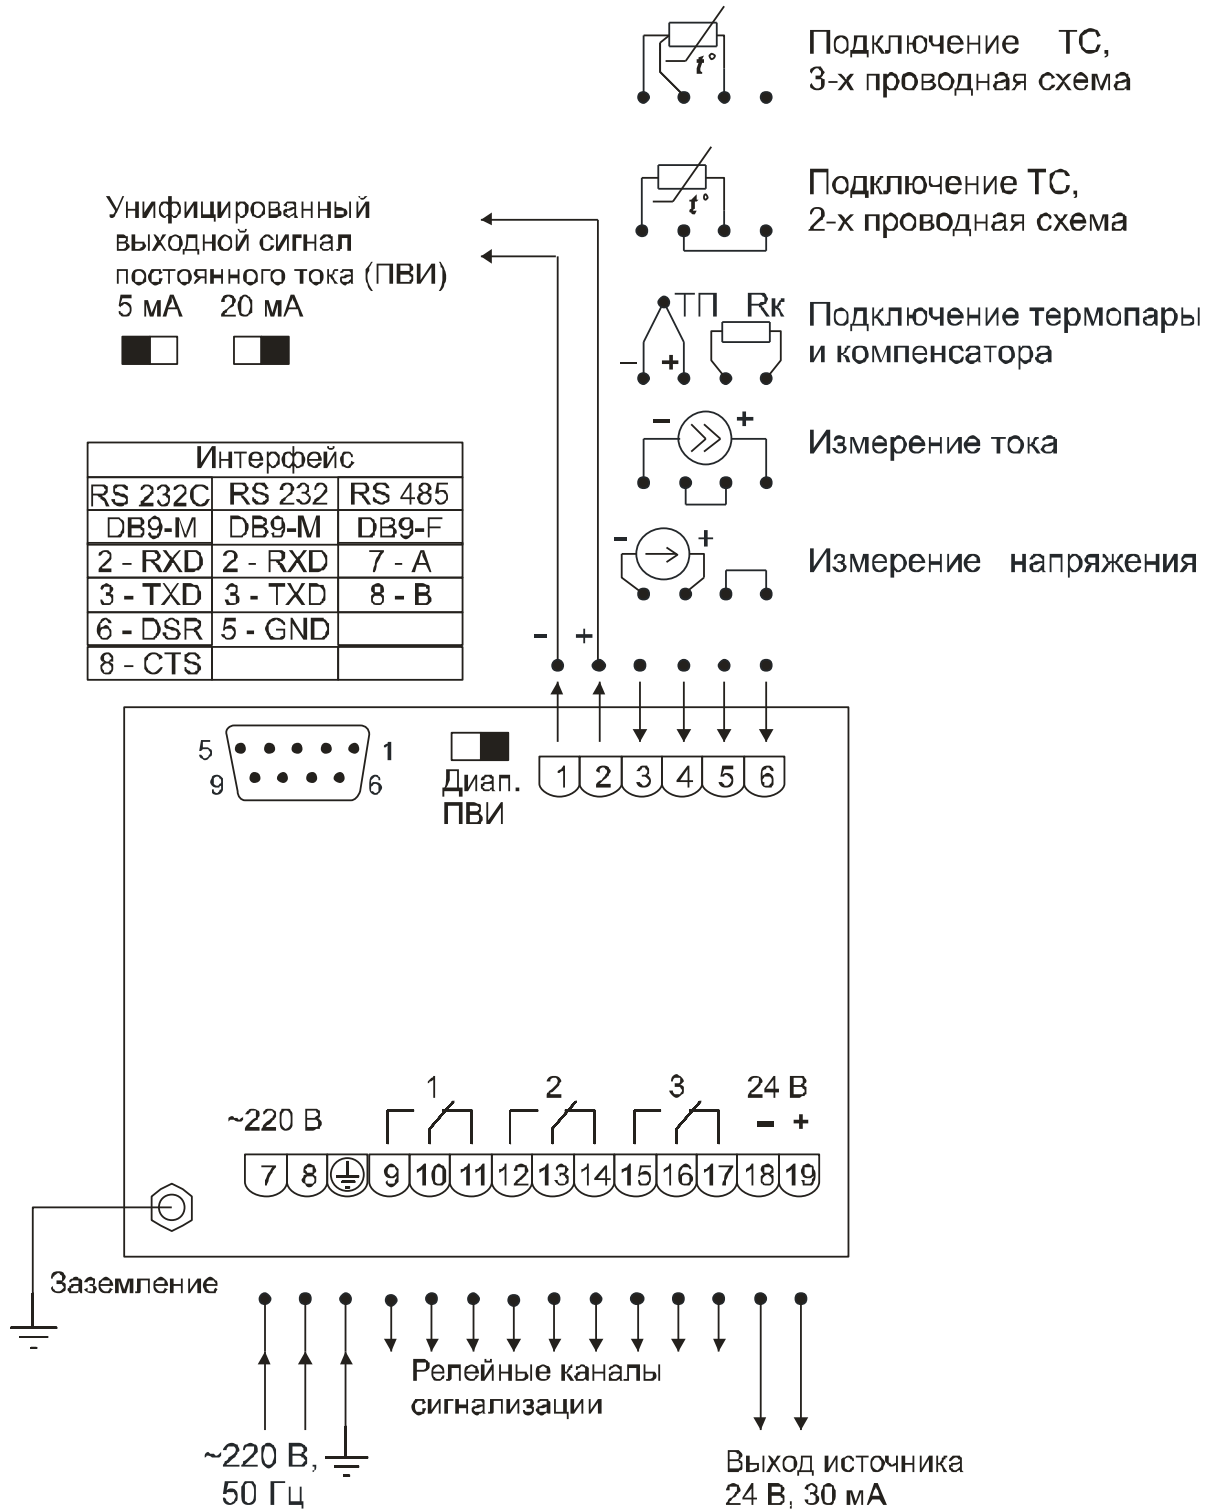 Подключение ТС,
3-х проводная схема
t°
Подключение ТС,
2-х проводная схема
t°
Унифицированный
выходной сигнал
постоянного тока (ПВИ)
5 мА 20 мА
ТП Rк
− +
Подключение термопары
и компенсатора
− +
Измерение тока
− +
Измерение напряжения
Интерфейс
RS 232C RS 232 RS 485
DB9-M DB9-M DB9-F
2 - RXD 2 - RXD 7 - A
3 - TXD 3 - TXD 8 - B
6 - DSR 5 - GND
8 - CTS
- +
5 1
9 6
Диап.
ПВИ
1 2 3 4 5 6
1 2 3 24 В
~220 В − +
7 8 9 10 11 12 13 14 15 16 17 18 19
Заземление
Релейные каналы
сигнализации
~220 В,
50 Гц
Выход источника
24 В, 30 мА